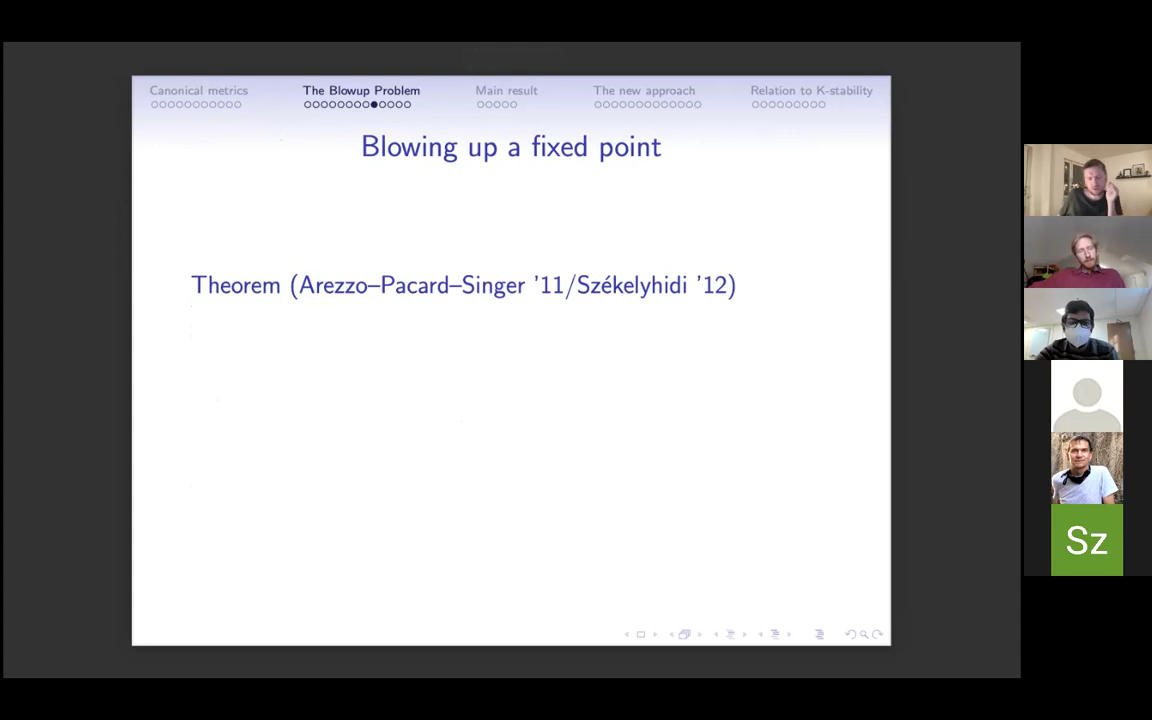 Canonical metrics
The Blowup Problem
Main result
The new approach
Relation to K-stability
Blowing up a fixed point
Theorem (Arezzo–Pacard–Singer '11/Székelyhidi '12)
Sz